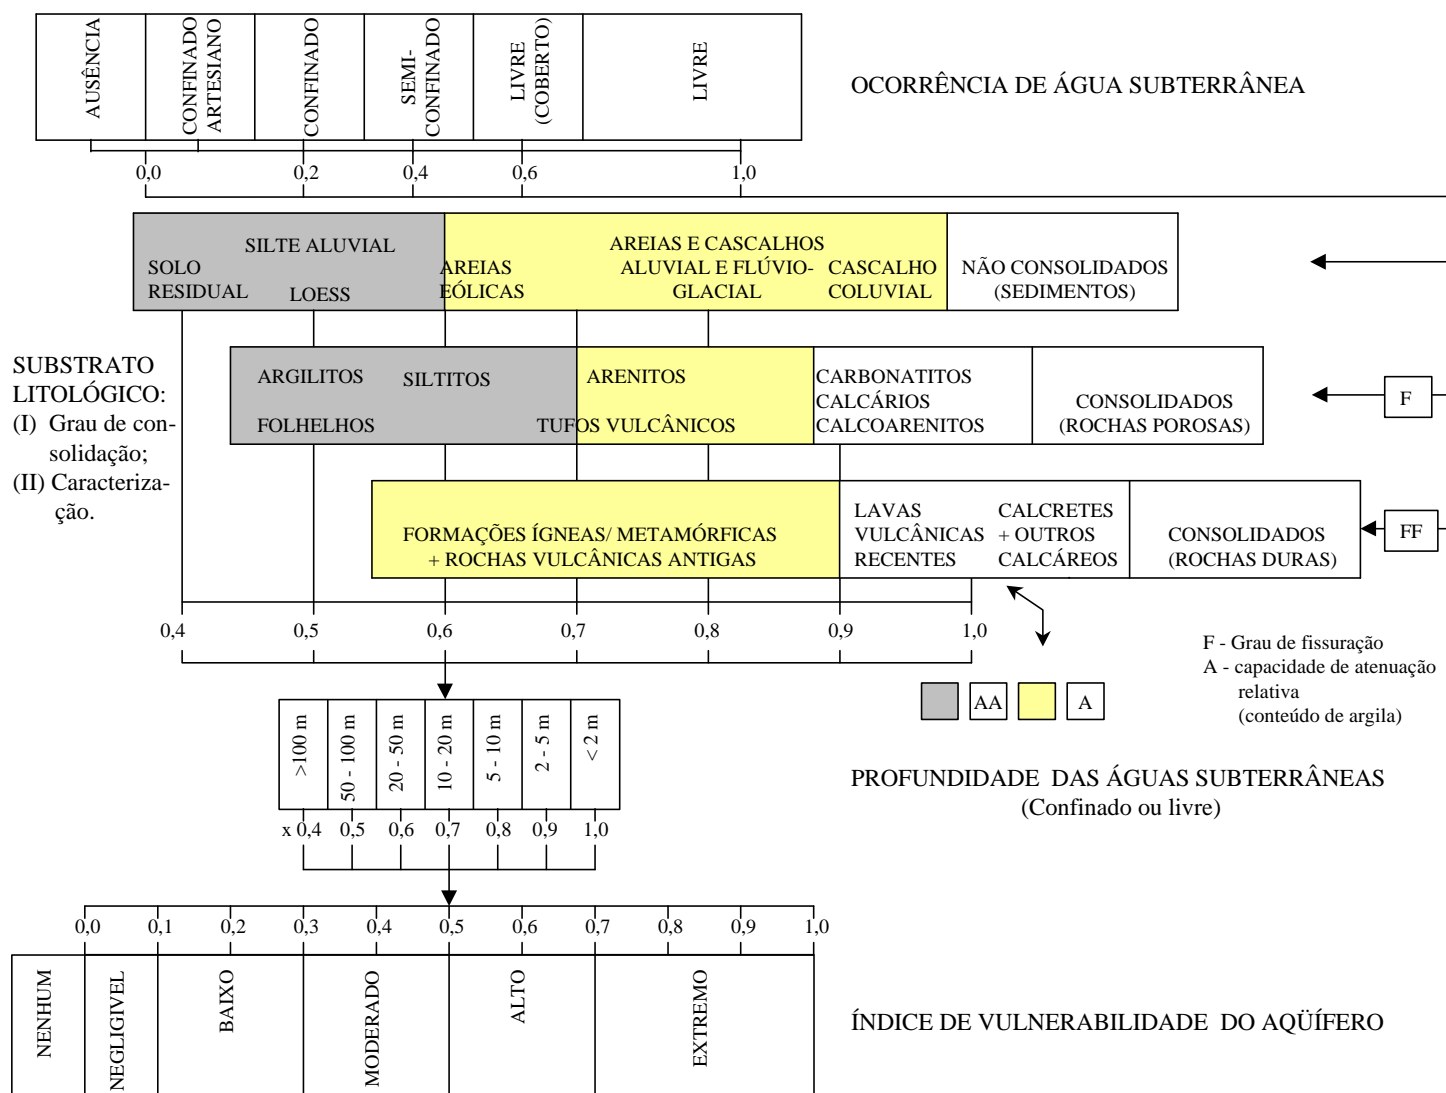 AUSÊNCIA
CONFINADO
ARTESIANO
CONFINADO
SEMI-
CONFINADO
LIVRE
(COBERTO)
LIVRE
OCORRÊNCIA DE ÁGUA SUBTERRÂNEA
0,0 0,2 0,4 0,6 1,0
SILTE ALUVIAL
SOLO
RESIDUAL
LOESS
AREIAS
EÓLICAS
AREIAS E CASCALHOS
ALUVIAL E FLÚVIO-
GLACIAL
CASCALHO
COLUVIAL
NÃO CONSOLIDADOS
(SEDIMENTOS)
SUBSTRATO
LITOLÓGICO:
(I) Grau de con-
solidação;
(II) Caracteriza-
ção.
ARGILITOS
SILTITOS
FOLHELHOS
ARENITOS
TUFOS VULCÂNICOS
CARBONATITOS
CALCÁRIOS
CALCOARENITOS
CONSOLIDADOS
(ROCHAS POROSAS)
F
FORMAÇÕES ÍGNEAS/ METAMÓRFICAS
+ ROCHAS VULCÂNICAS ANTIGAS
LAVAS
VULCÂNICAS
RECENTES
CALCRETES
+ OUTROS
CALCÁREOS
CONSOLIDADOS
(ROCHAS DURAS)
FF
0,4 0,5 0,6 0,7 0,8 0,9 1,0
F - Grau de fissuração
A - capacidade de atenuação
relativa
(conteúdo de argila)
AA
A
>100 m
50 - 100 m
20 - 50 m
10 - 20 m
5 - 10 m
2 - 5 m
< 2 m
x 0,4 0,5 0,6 0,7 0,8 0,9 1,0
PROFUNDIDADE DAS ÁGUAS SUBTERRÂNEAS
(Confinado ou livre)
0,0 0,1 0,2 0,3 0,4 0,5 0,6 0,7 0,8 0,9 1,0
NENHUM
NEGLIGIVEL
BAIXO
MODERADO
ALTO
EXTREMO
ÍNDICE DE VULNERABILIDADE DO AQÜÍFERO